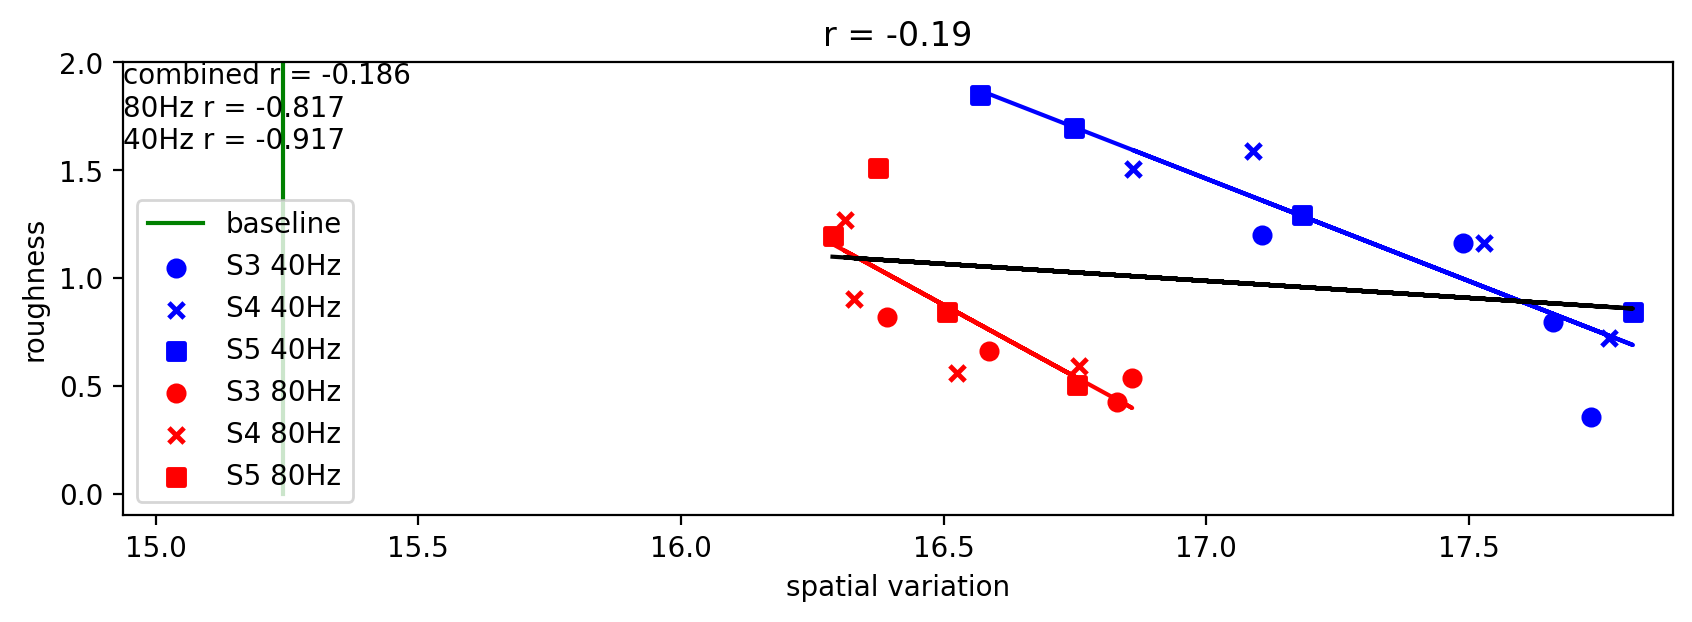 r = -0.19
combined r = -0.186
80Hz r = -0.817
40Hz r = -0.917
2.0
1.5
1.0
0.5
0.0
roughness
baseline
S3 40Hz
S4 40Hz
S5 40Hz
S3 80Hz
S4 80Hz
S5 80Hz
15.0 15.5 16.0 16.5 17.0 17.5
spatial variation